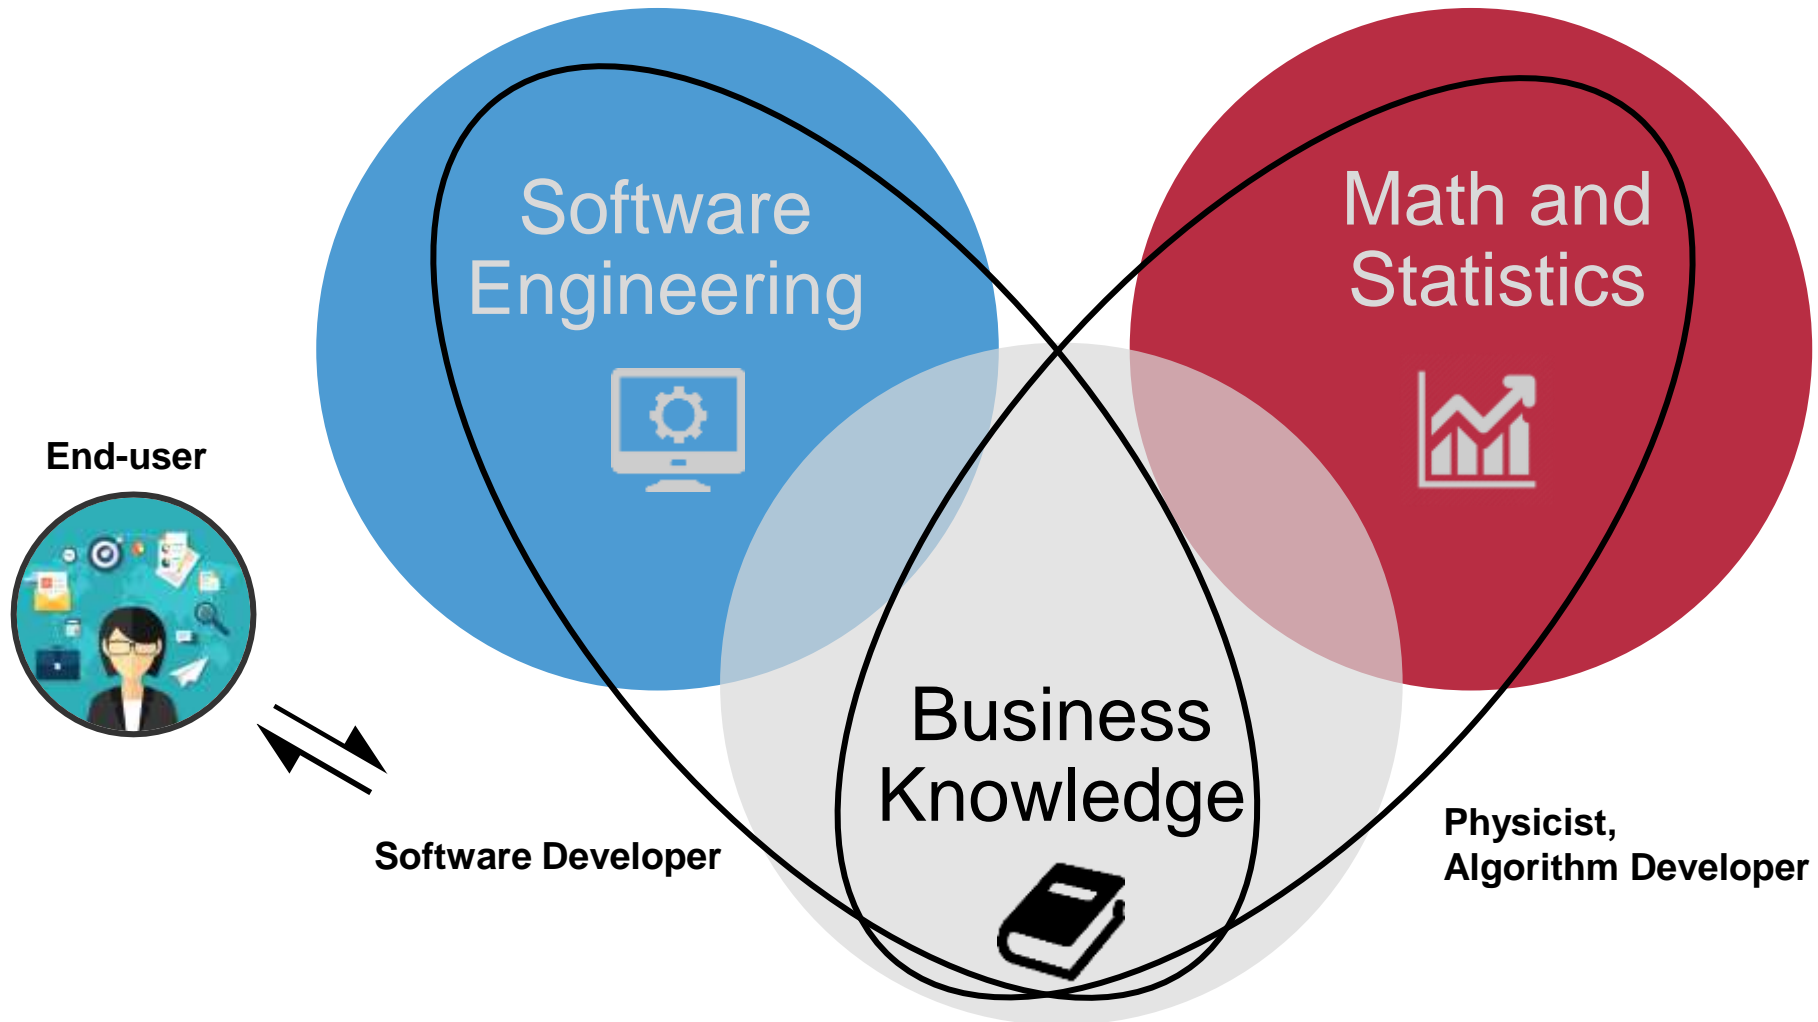 Software
Engineering
Math and
Statistics
End-user
Business
Knowledge
Software Developer
Physicist,
Algorithm Developer